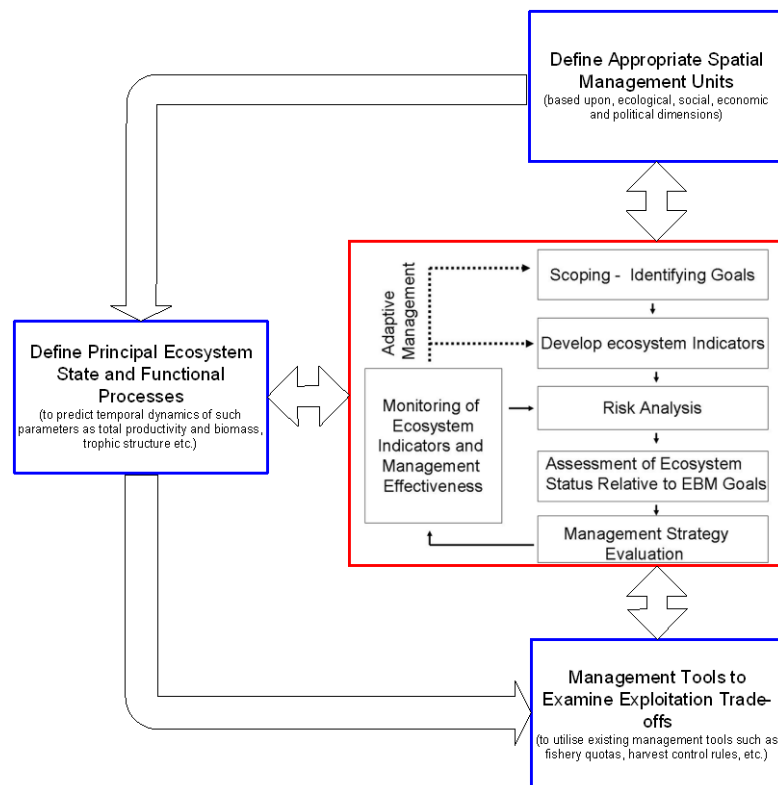 Define Appropriate Spatial
Management Units
(based upon, ecological, social, economic
and political dimensions)
Adaptive
Management
Scoping - Identifying Goals
Develop ecosystem Indicators
Risk Analysis
Assessment of Ecosystem
Status Relative to EBM Goals
Management Strategy
Evaluation
Monitoring of
Ecosystem
Indicators and
Management
Effectiveness
Define Principal Ecosystem
State and Functional
Processes
(to predict temporal dynamics of such
parameters as total productivity and biomass,
trophic structure etc.)
Management Tools to
Examine Exploitation Trade-
offs
(to utilise existing management tools such as
fishery quotas, harvest control rules, etc.)